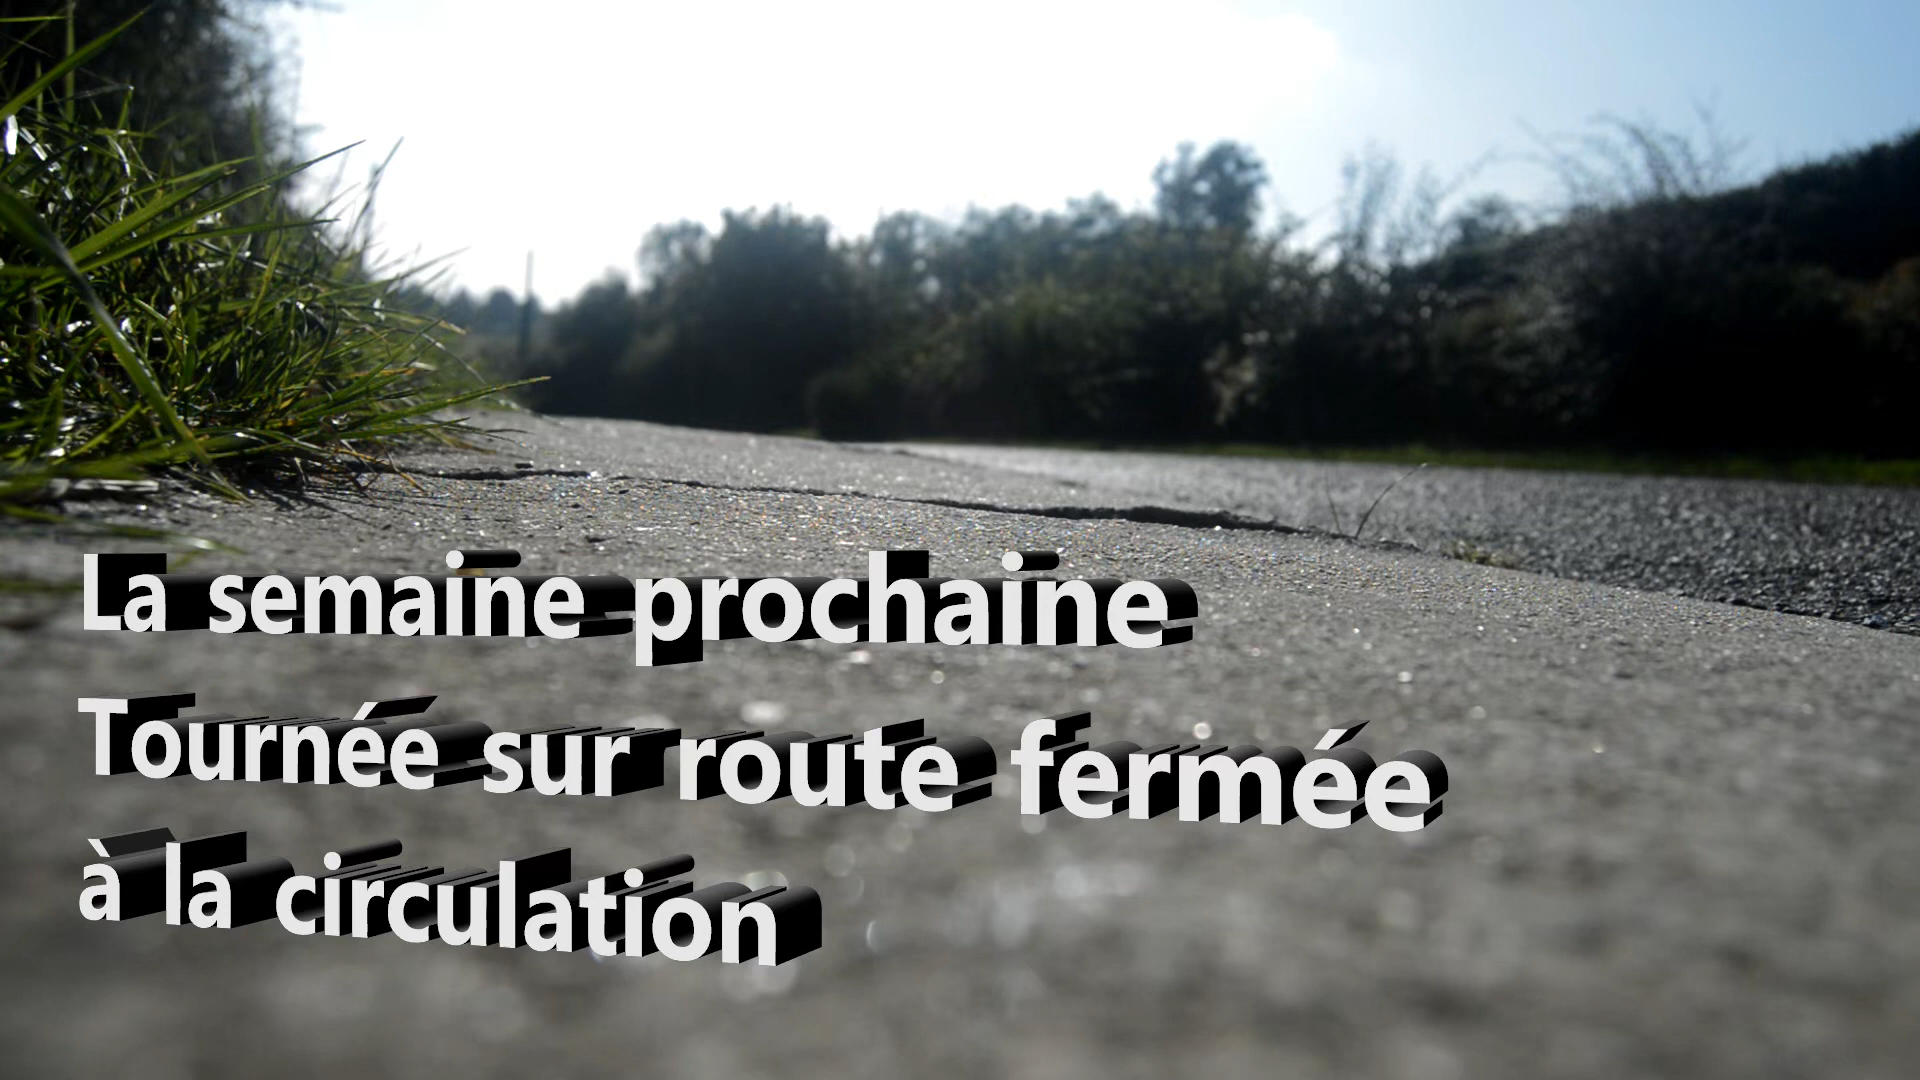 La semaine prochaine
Tournée sur route fermée
à la circulation